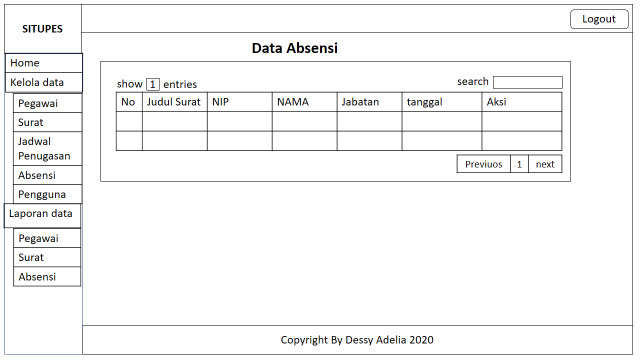 SITUPES
Logout
Home
Kelola data
Pegawai
Surat
Jadwal
Penugasan
Absensi
Pengguna
Laporan data
Pegawai
Surat
Absensi
Data Absensi
show 1 entries
search
No Judul Surat NIP NAMA Jabatan tanggal Aksi
Previuos 1 next
Copyright By Dessy Adelia 2020